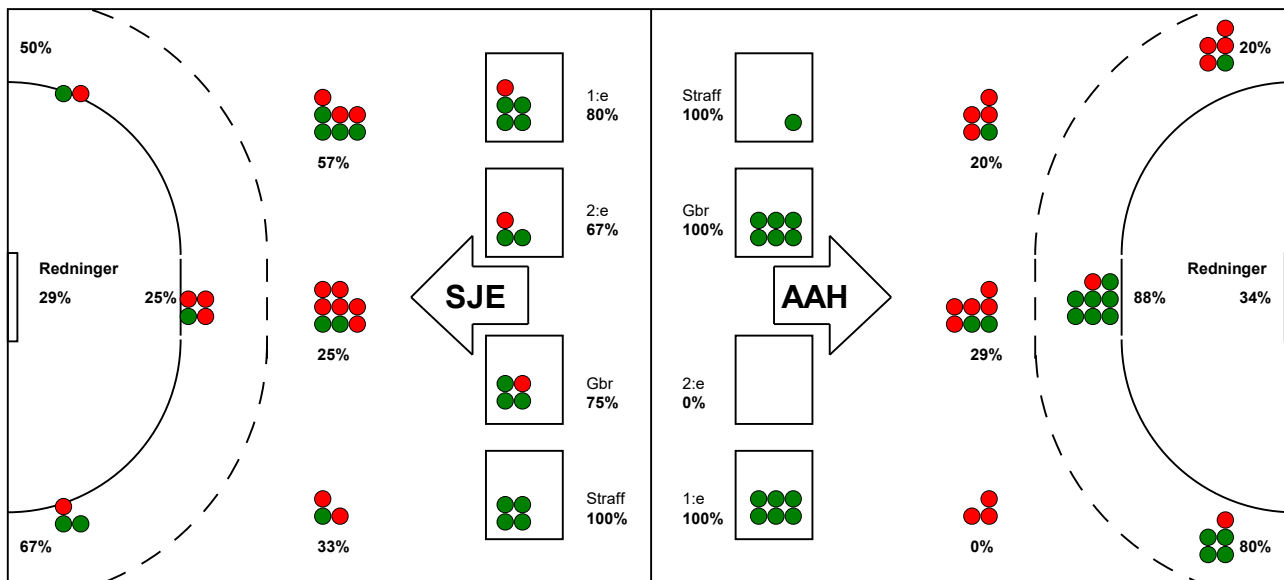 50%
57%
1:e
80%
2:e
67%
Redninger
29%
25%
SJE
25%
Gbr
75%
Straff
100%
67%
33%
Straff
100%
20%
20%
Gbr
100%
AAH
Redninger
34%
88%
29%
2:e
0%
1:e
100%
0%
80%